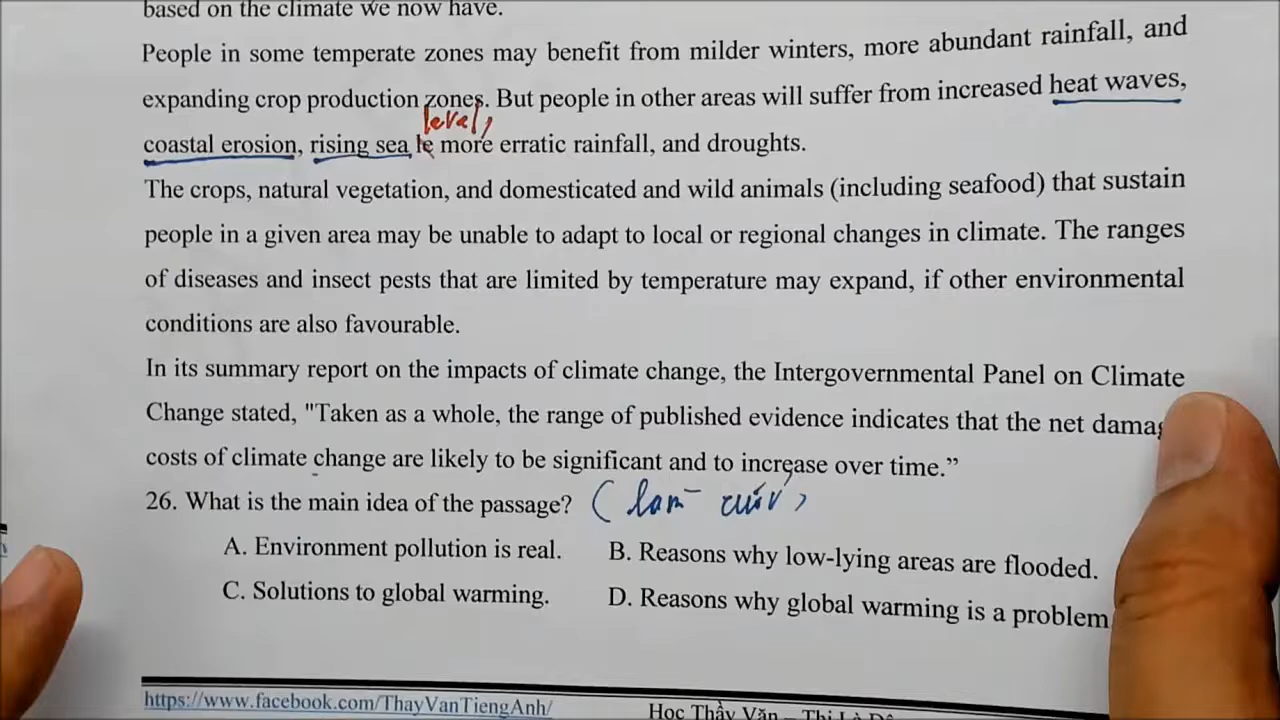 based on the climate we now have.
People in some temperate zones may benefit from milder winters, more abundant rainfall, and
expanding crop production zones. But people in other areas will suffer from increased heat waves,
level,
coastal erosion, rising sea le more erratic rainfall, and droughts.
The crops, natural vegetation, and domesticated and wild animals (including seafood) that sustain
people in a given area may be unable to adapt to local or regional changes in climate. The ranges
of diseases and insect pests that are limited by temperature may expand, if other environmental
conditions are also favourable.
In its summary report on the impacts of climate change, the Intergovernmental Panel on Climate
Change stated, "Taken as a whole, the range of published evidence indicates that the net damag
costs of climate change are likely to be significant and to increase over time.”
26. What is the main idea of the passage? (làm cuối)
A. Environment pollution is real. B. Reasons why low-lying areas are flooded.
C. Solutions to global warming. D. Reasons why global warming is a problem
https://www.facebook.com/ThayVanTiengAnh/ Học Thầy Văn – Thi Là Đậ